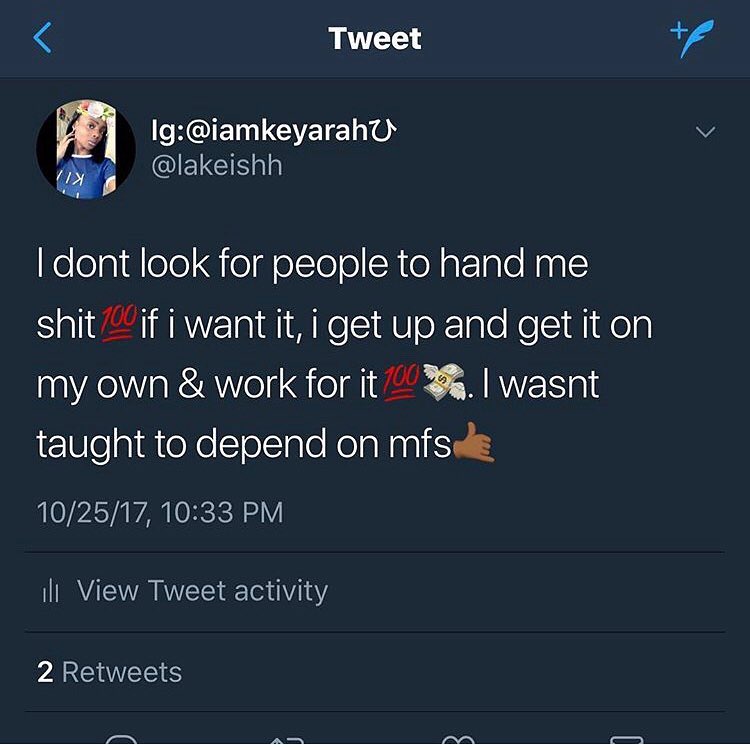 Tweet
Ig:@iamkeyarahひ
@lakeishh
I dont look for people to hand me
shit💯if i want it, i get up and get it on
my own & work for it💯💸. I wasnt
taught to depend on mfs🤙🏾
10/25/17, 10:33 PM
View Tweet activity
2 Retweets